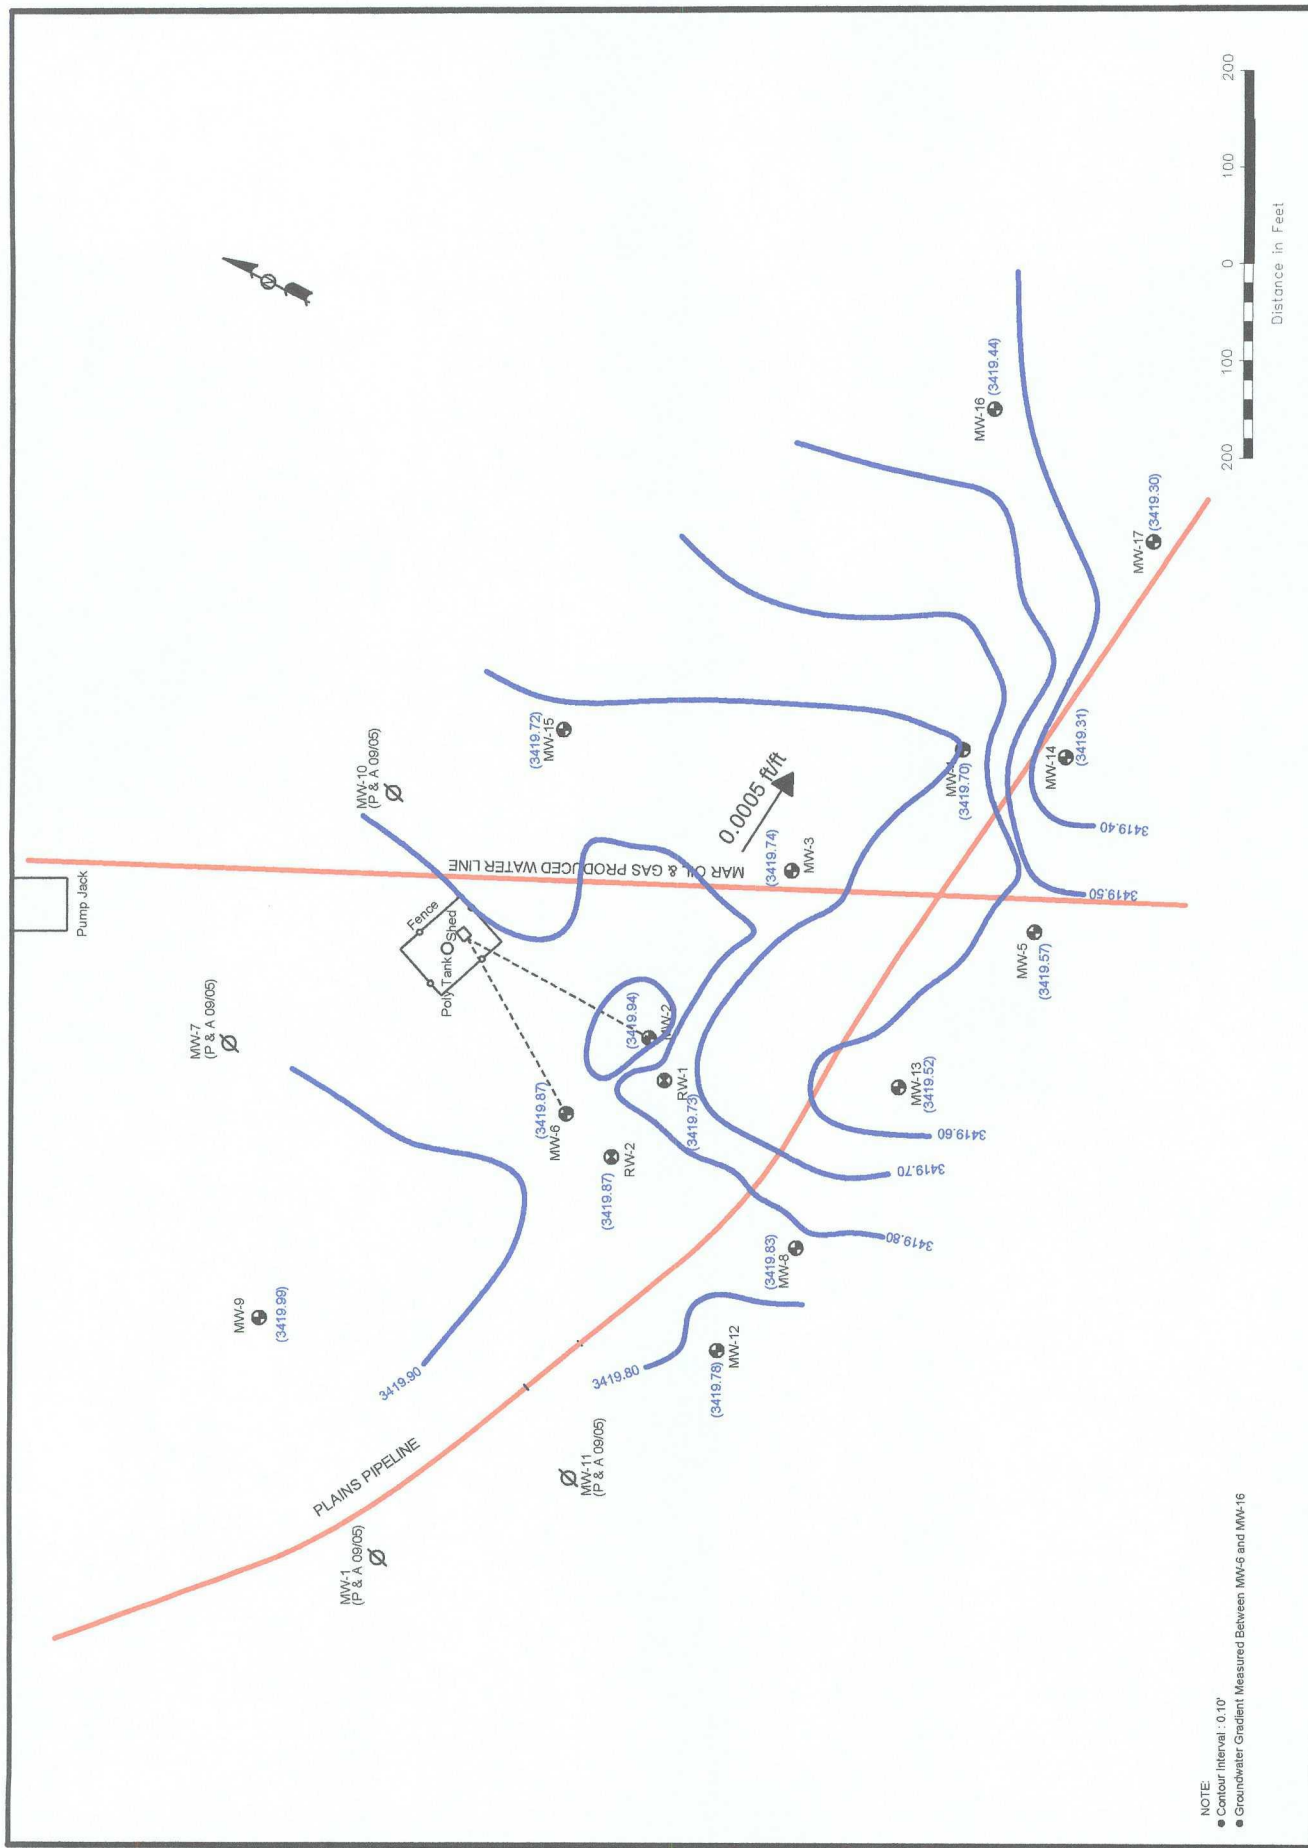 Pump Jack
MW-7
(P & A 09/05)
MW-9
(3419.99)
MW-10
(P & A 09/05)
Fence
Poly Tank
Shed
MW-1
(P & A 09/05)
PLAINS PIPELINE
3419.90
MAR OIL & GAS PRODUCED WATER LINE
(3419.72)
MW-15
(3419.87)
MW-6
MW-11
(P & A 09/05)
RW-2
(3419.87)
(3419.94)
MW-2
RW-1
(3419.73)
3419.80
(3419.78)
MW-12
(3419.83)
MW-8
0.0005 ft/ft
(3419.74)
MW-3
MW-4
(3419.70)
MW-13
(3419.52)
3419.60
3419.70
3419.80
MW-16
(3419.44)
MW-5
(3419.57)
MW-14
(3419.31)
3419.40
3419.50
MW-17
(3419.30)
200 100 0 100 200
Distance in Feet
NOTE:
● Contour Interval : 0.10'
● Groundwater Gradient Measured Between MW-6 and MW-16